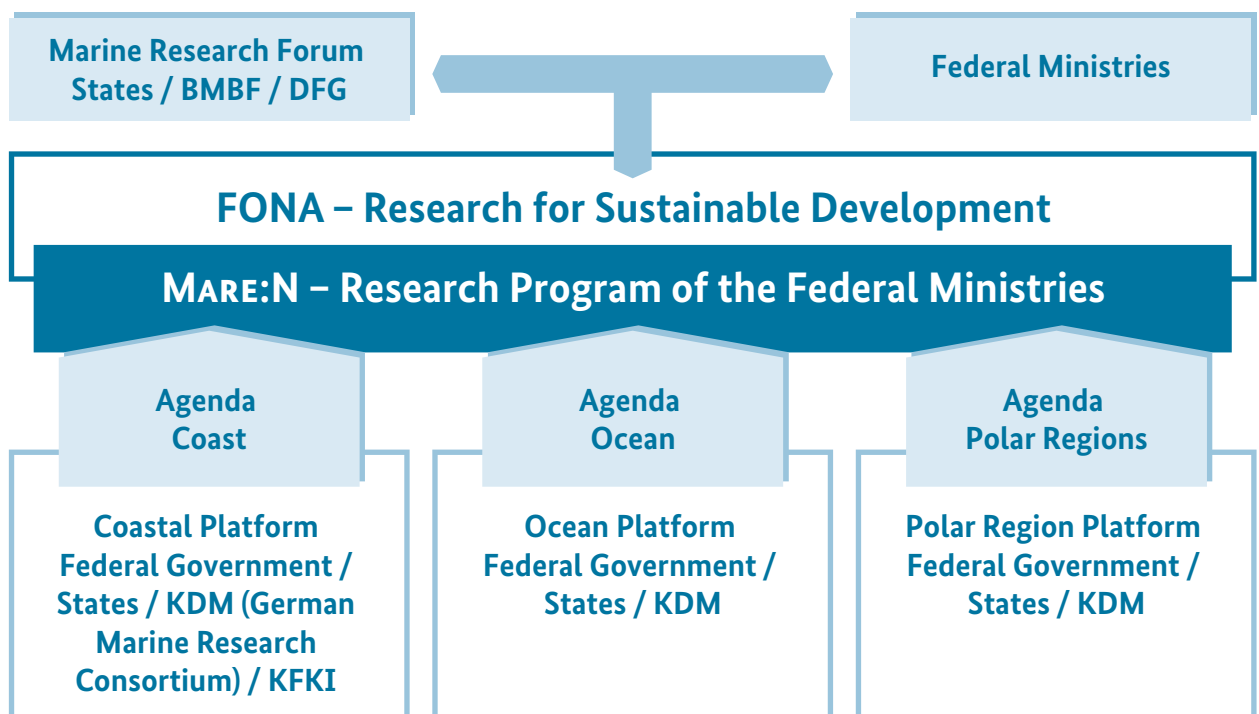 Marine Research Forum
States / BMBF / DFG
Federal Ministries
FONA – Research for Sustainable Development
MARE:N – Research Program of the Federal Ministries
Agenda
Coast
Agenda
Ocean
Agenda
Polar Regions
Coastal Platform
Federal Government /
States / KDM (German
Marine Research
Consortium) / KFKI
Ocean Platform
Federal Government /
States / KDM
Polar Region Platform
Federal Government /
States / KDM